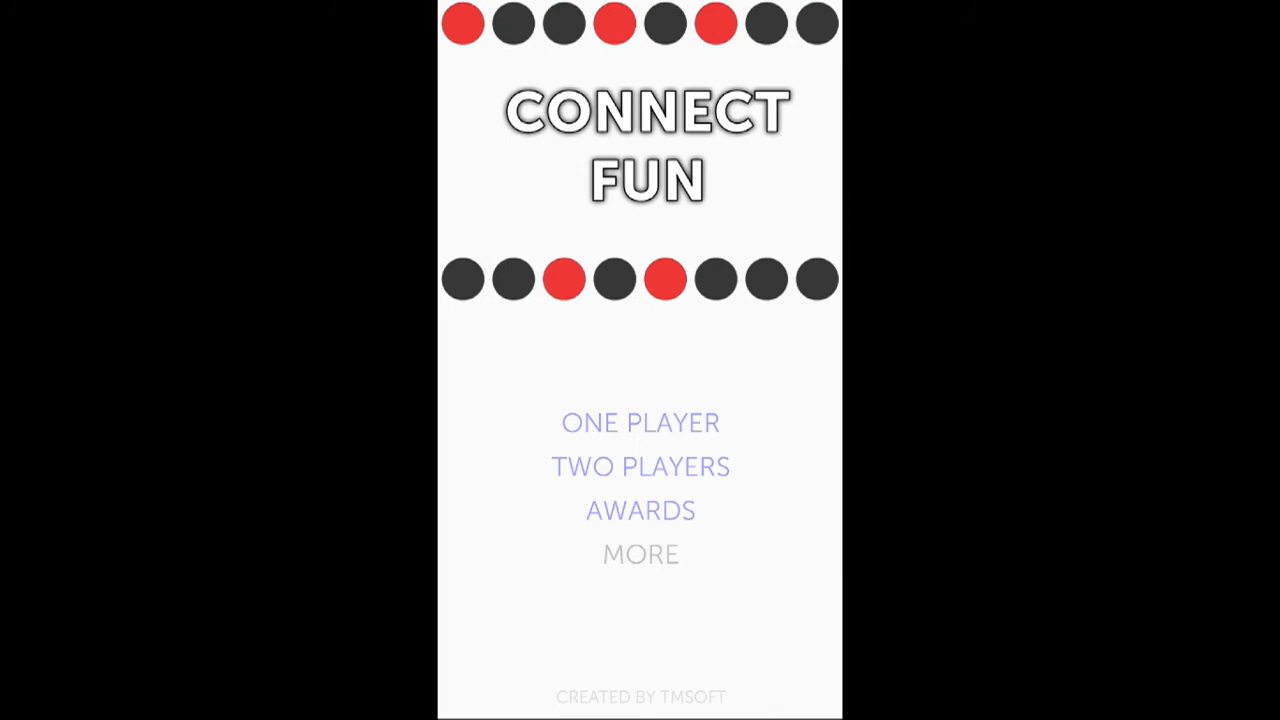 CONNECT
FUN
ONE PLAYER
TWO PLAYERS
AWARDS
MORE
CREATED BY TMSOFT